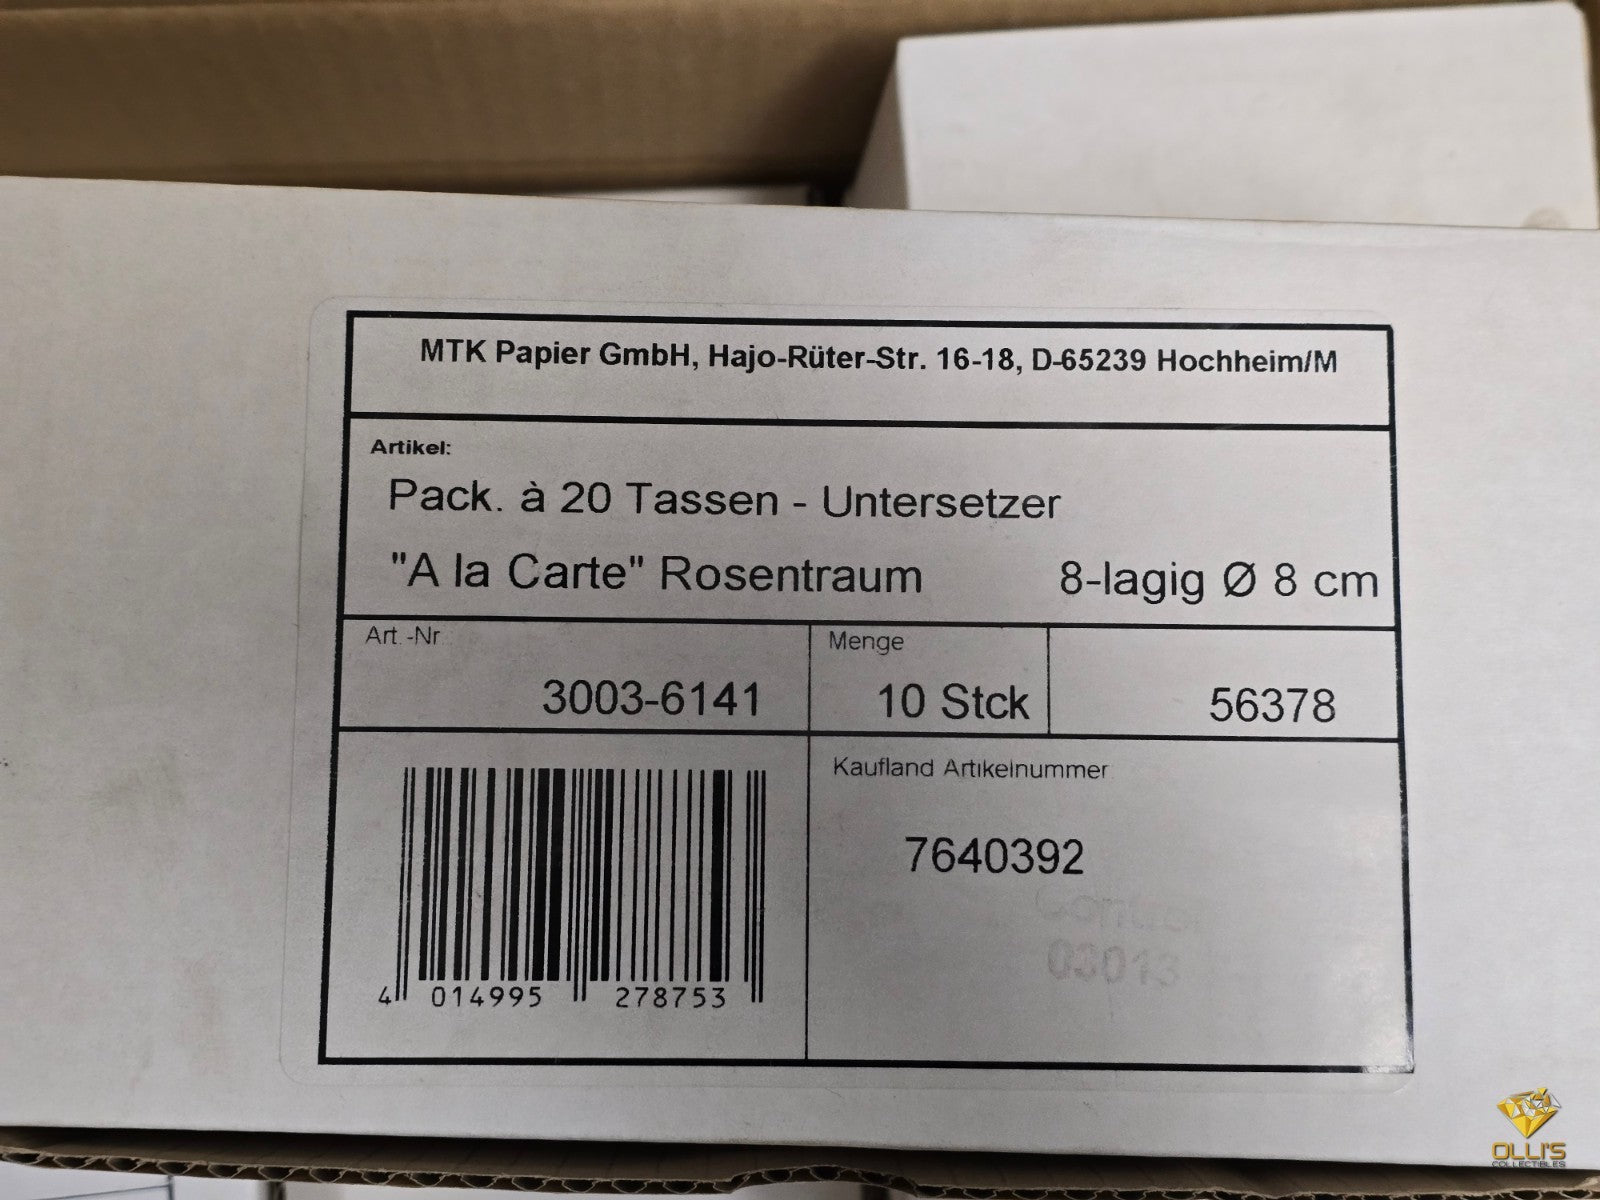 MTK Papier GmbH, Hajo-Rüter-Str. 16-18, D-65239 Hochheim/M
Artikel:
Pack. à 20 Tassen - Untersetzer
"A la Carte" Rosentraum 8-lagig Ø 8 cm
Art.-Nr.
3003-6141
Menge
10 Stck
56378
4 014995 278753
Kaufland Artikelnummer
7640392
03013
OLLI'S
COLLECTIBLES